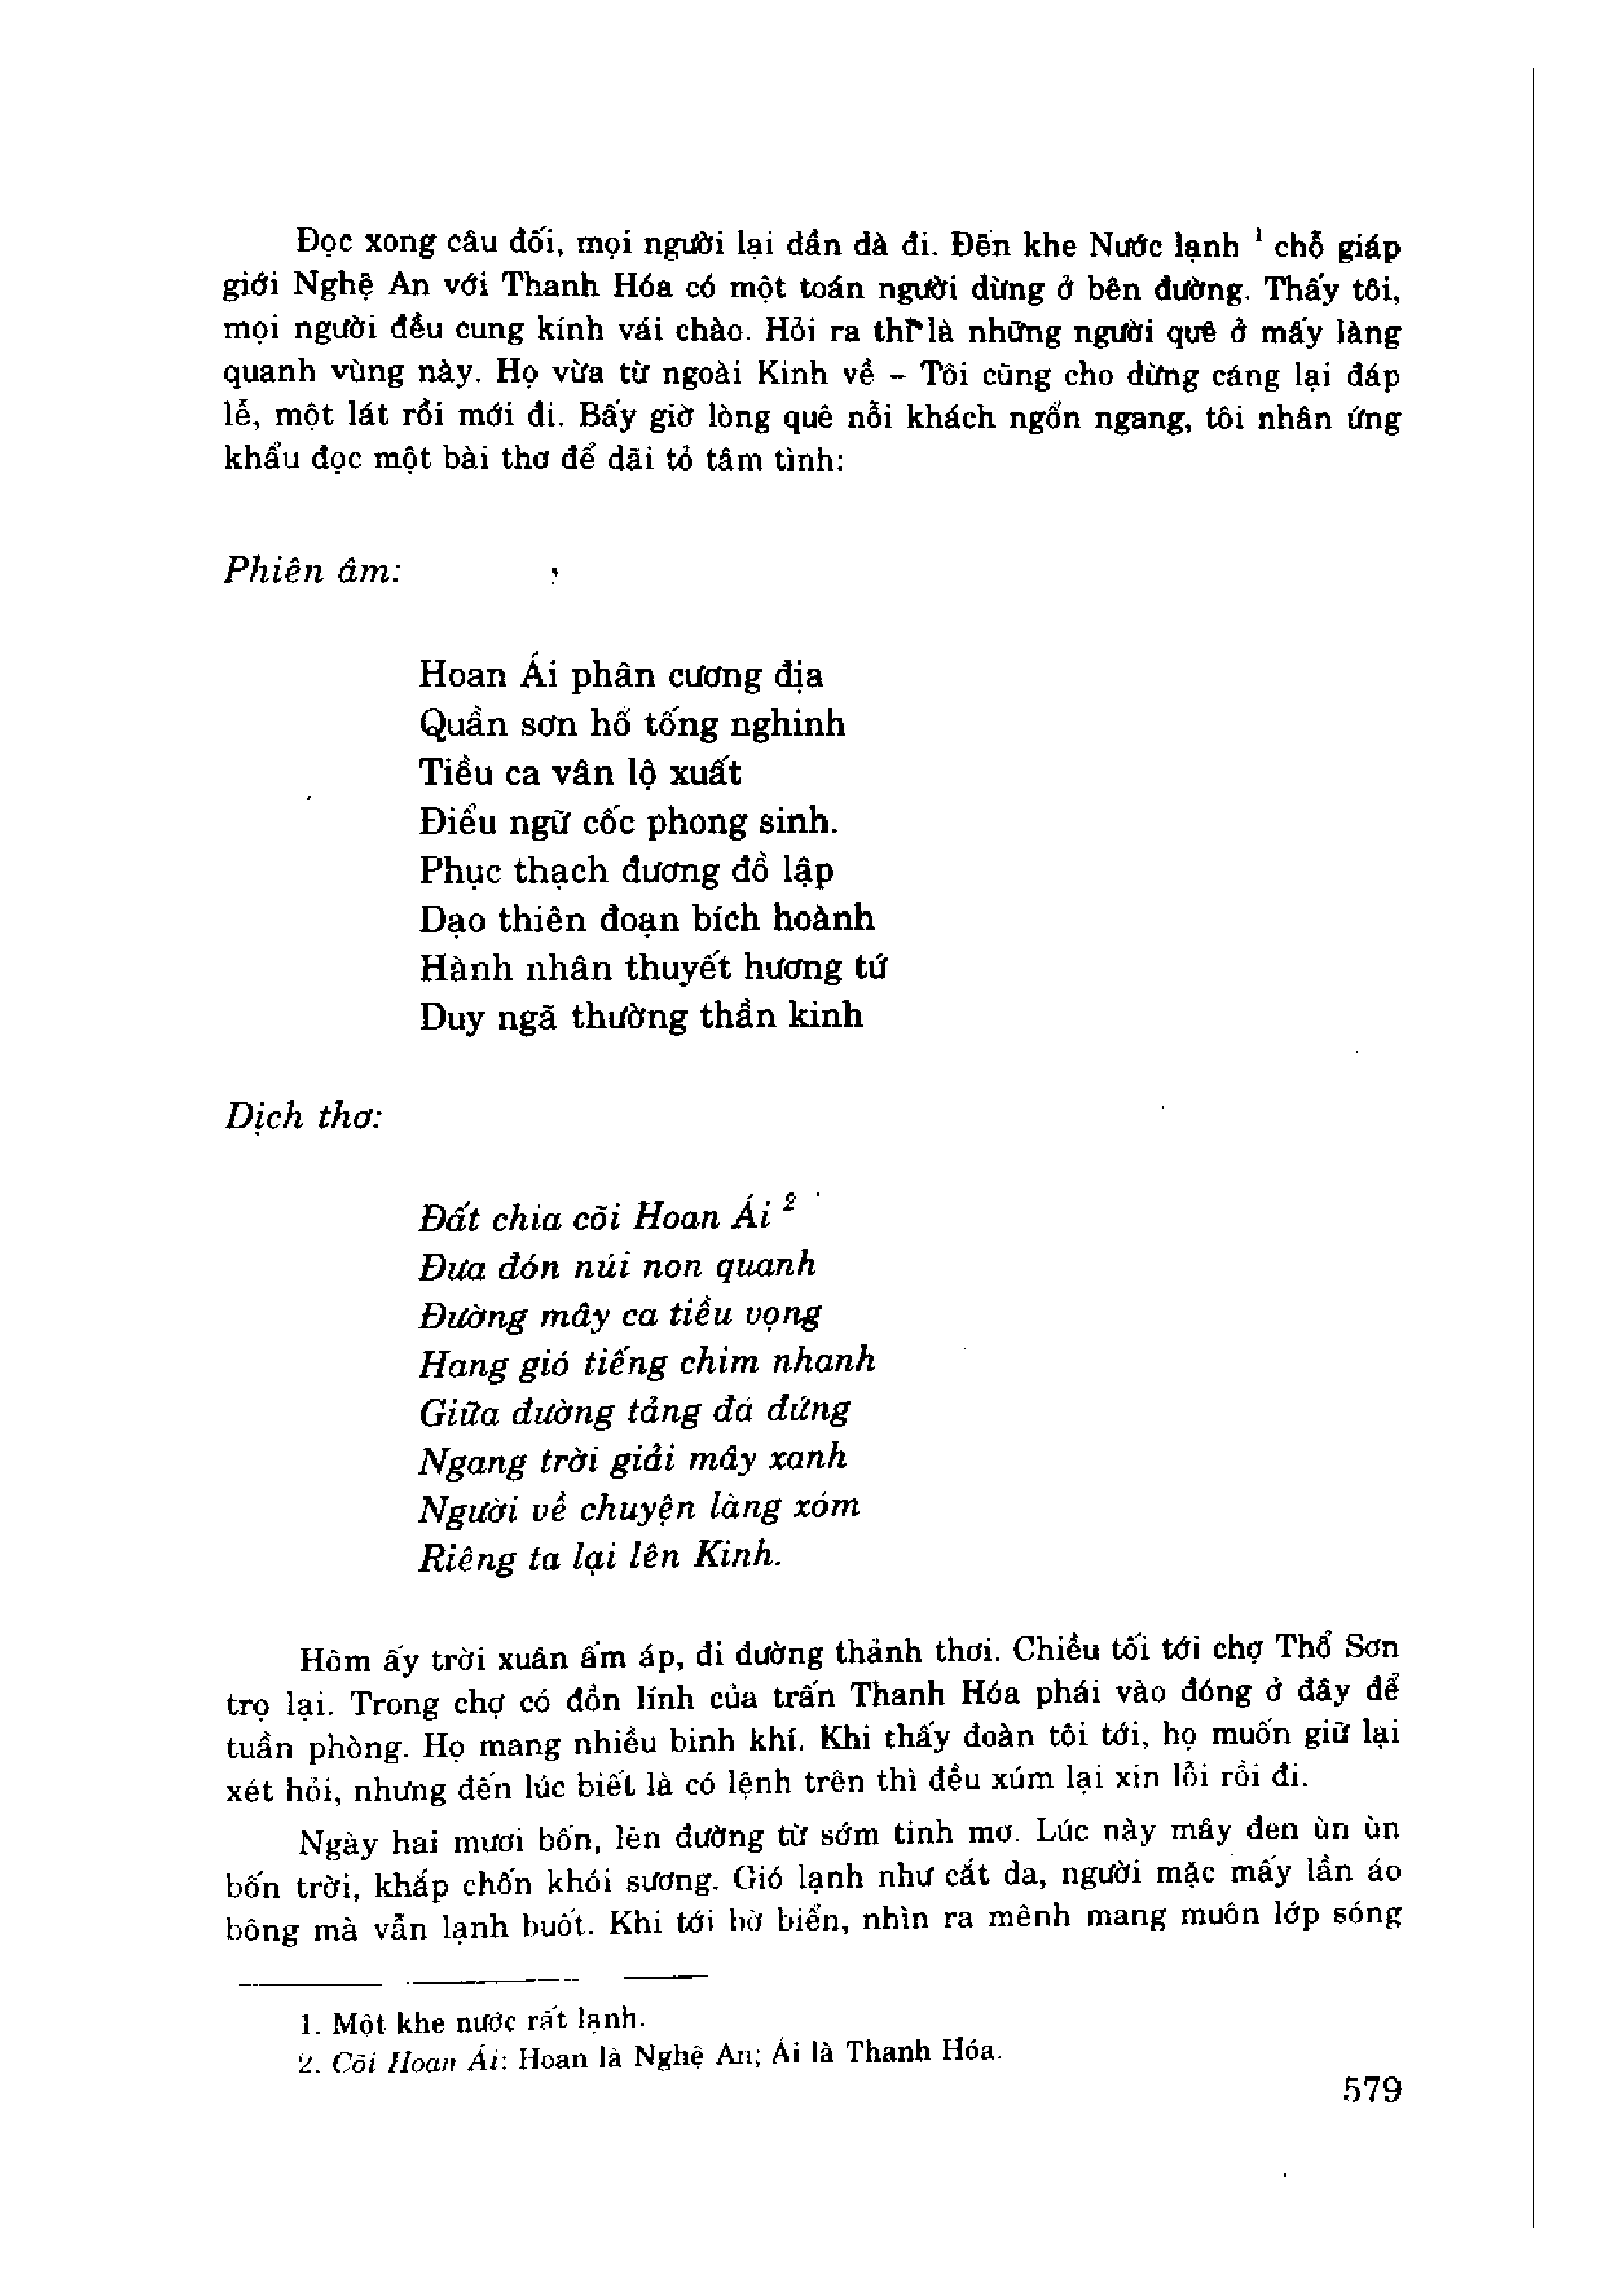 Đọc xong câu đối, mọi người lại dần dà đi. Đến khe Nước lạnh ¹ chỗ giáp
giới Nghệ An với Thanh Hóa có một toán người dừng ở bên đường. Thấy tôi,
mọi người đều cung kính vái chào. Hỏi ra thì là những người quê ở mấy làng
quanh vùng này. Họ vừa từ ngoài Kinh về – Tôi cũng cho dừng cáng lại đáp
lễ, một lát rồi mới đi. Bấy giờ lòng quê nỗi khách ngổn ngang, tôi nhân ứng
khẩu đọc một bài thơ để dãi tỏ tâm tình:
Phiên âm:
Hoan Ái phân cương địa
Quần sơn hổ tống nghinh
Tiều ca vân lộ xuất
Điểu ngữ cốc phong sinh.
Phục thạch đương đồ lập
Dạo thiên đoạn bích hoành
Hành nhân thuyết hương tứ
Duy ngã thường thần kinh
Dịch thơ:
Đất chia cõi Hoan Ái ²
Đưa đón núi non quanh
Đường mây ca tiều vọng
Hang gió tiếng chim nhanh
Giữa đường tảng đá đứng
Ngang trời giải mây xanh
Người về chuyện làng xóm
Riêng ta lại lên Kinh.
Hôm ấy trời xuân ấm áp, đi đường thảnh thơi. Chiều tối tới chợ Thổ Sơn
trọ lại. Trong chợ có đồn lính của trấn Thanh Hóa phái vào đóng ở đây để
tuần phòng. Họ mang nhiều binh khí. Khi thấy đoàn tôi tới, họ muốn giữ lại
xét hỏi, nhưng đến lúc biết là có lệnh trên thì đều xúm lại xin lỗi rồi đi.
Ngày hai mươi bốn, lên đường từ sớm tinh mơ. Lúc này mây đen ùn ùn
bốn trời, khắp chốn khói sương. Gió lạnh như cắt da, người mặc mấy lần áo
bông mà vẫn lạnh buốt. Khi tới bờ biển, nhìn ra mênh mang muôn lớp sóng
1. Một khe nước rất lạnh.
2. Cõi Hoan Ái: Hoan là Nghệ An; Ái là Thanh Hóa.
579